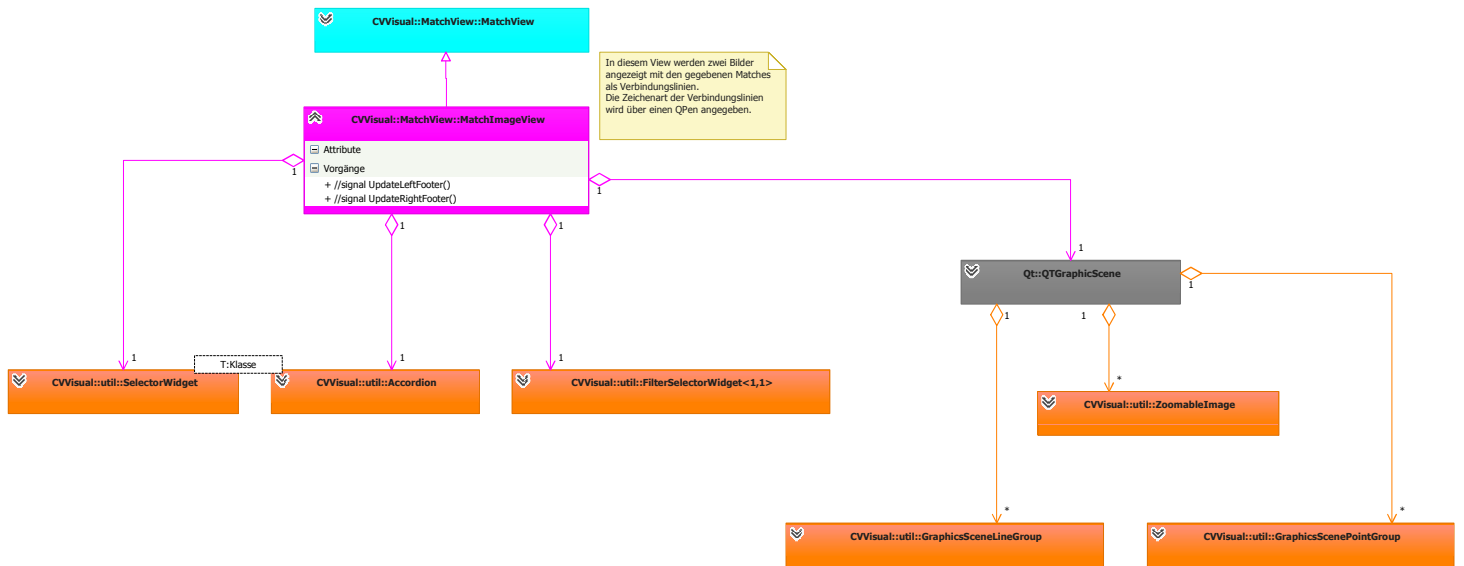 CVVisual::MatchView::MatchView
In diesem View werden zwei Bilder
angezeigt mit den gegebenen Matches
als Verbindungslinien.
Die Zeichenart der Verbindungslinien
wird über einen QPen angegeben.
CVVisual::MatchView::MatchImageView
Attribute
Vorgänge
+ //signal UpdateLeftFooter()
+ //signal UpdateRightFooter()
1
1
1
1
1
Qt::QTGraphicScene
1
1
1
1
1
1
T:Klasse
CVVisual::util::SelectorWidget
CVVisual::util::Accordion
CVVisual::util::FilterSelectorWidget<1,1>
*
CVVisual::util::ZoomableImage
*
*
CVVisual::util::GraphicsSceneLineGroup
CVVisual::util::GraphicsScenePointGroup